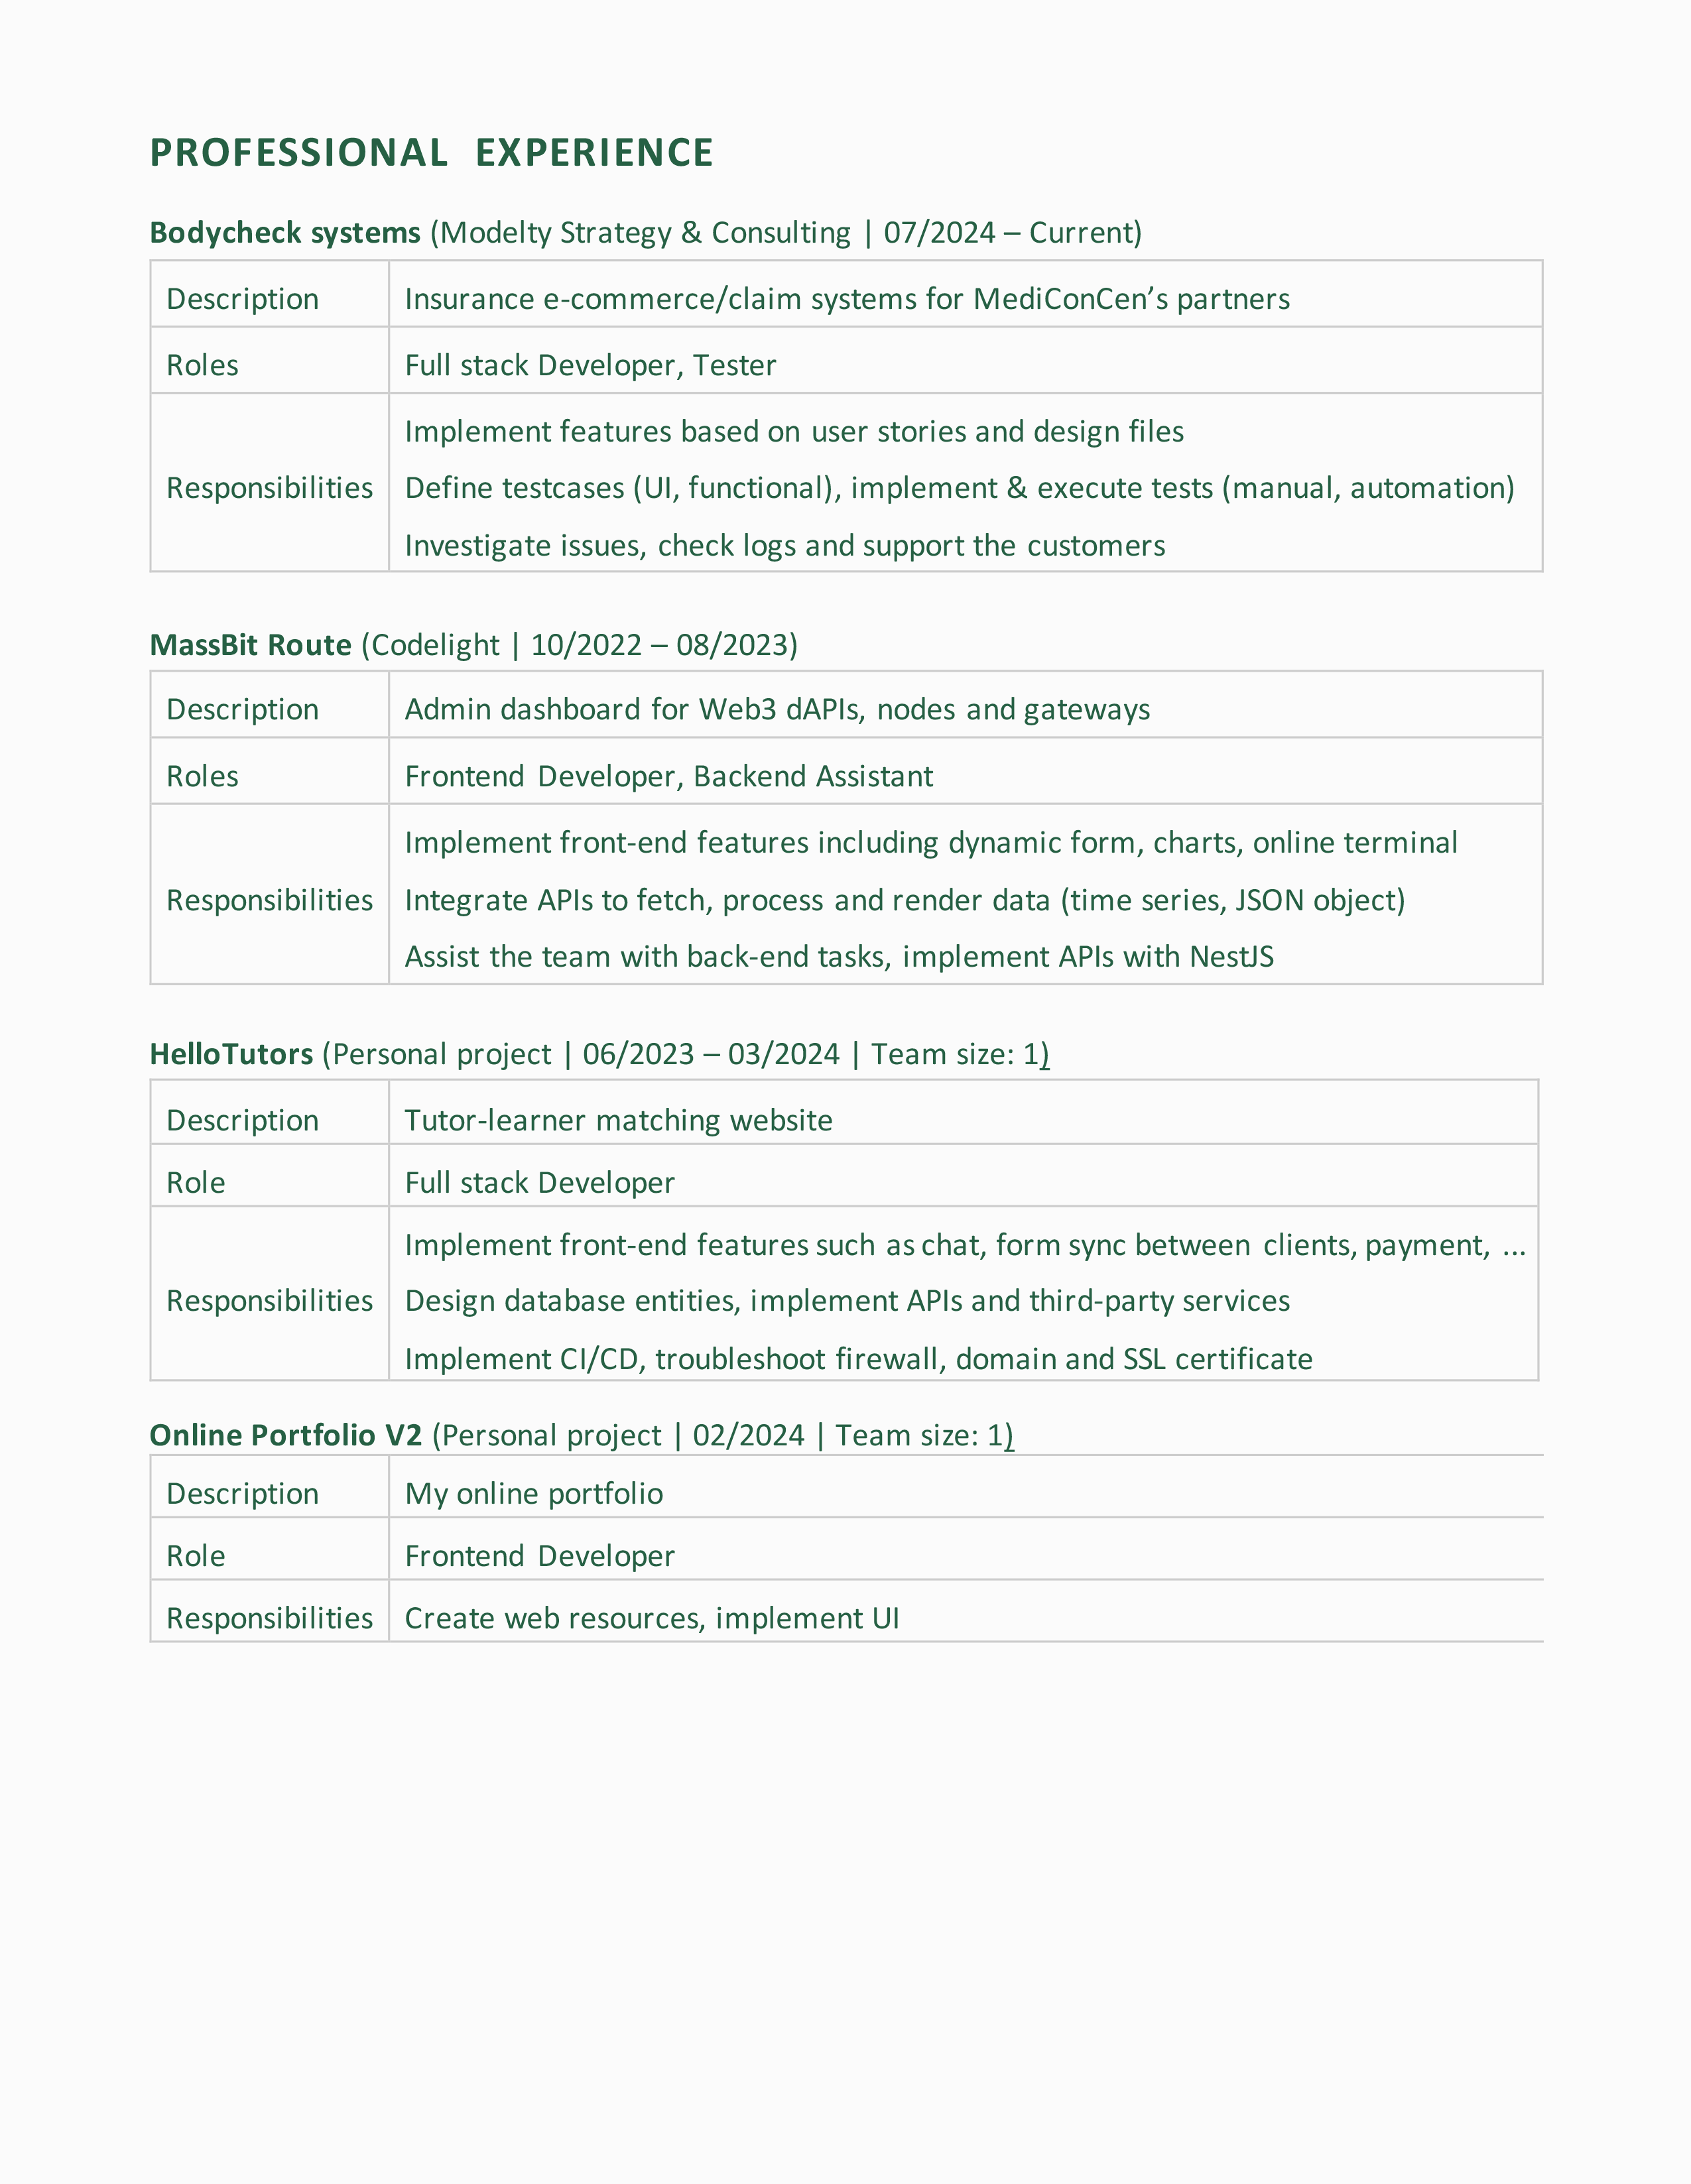 PROFESSIONAL EXPERIENCE
Bodycheck systems (Modelty Strategy & Consulting | 07/2024 – Current)
Description Insurance e-commerce/claim systems for MediConCen’s partners
Roles Full stack Developer, Tester
Implement features based on user stories and design files
Responsibilities Define testcases (UI, functional), implement & execute tests (manual, automation)
Investigate issues, check logs and support the customers
MassBit Route (Codelight | 10/2022 – 08/2023)
Description Admin dashboard for Web3 dAPIs, nodes and gateways
Roles Frontend Developer, Backend Assistant
Implement front-end features including dynamic form, charts, online terminal
Responsibilities Integrate APIs to fetch, process and render data (time series, JSON object)
Assist the team with back-end tasks, implement APIs with NestJS
HelloTutors (Personal project | 06/2023 – 03/2024 | Team size: 1)
Description Tutor-learner matching website
Role Full stack Developer
Implement front-end features such as chat, form sync between clients, payment, ...
Responsibilities Design database entities, implement APIs and third-party services
Implement CI/CD, troubleshoot firewall, domain and SSL certificate
Online Portfolio V2 (Personal project | 02/2024 | Team size: 1)
Description My online portfolio
Role Frontend Developer
Responsibilities Create web resources, implement UI